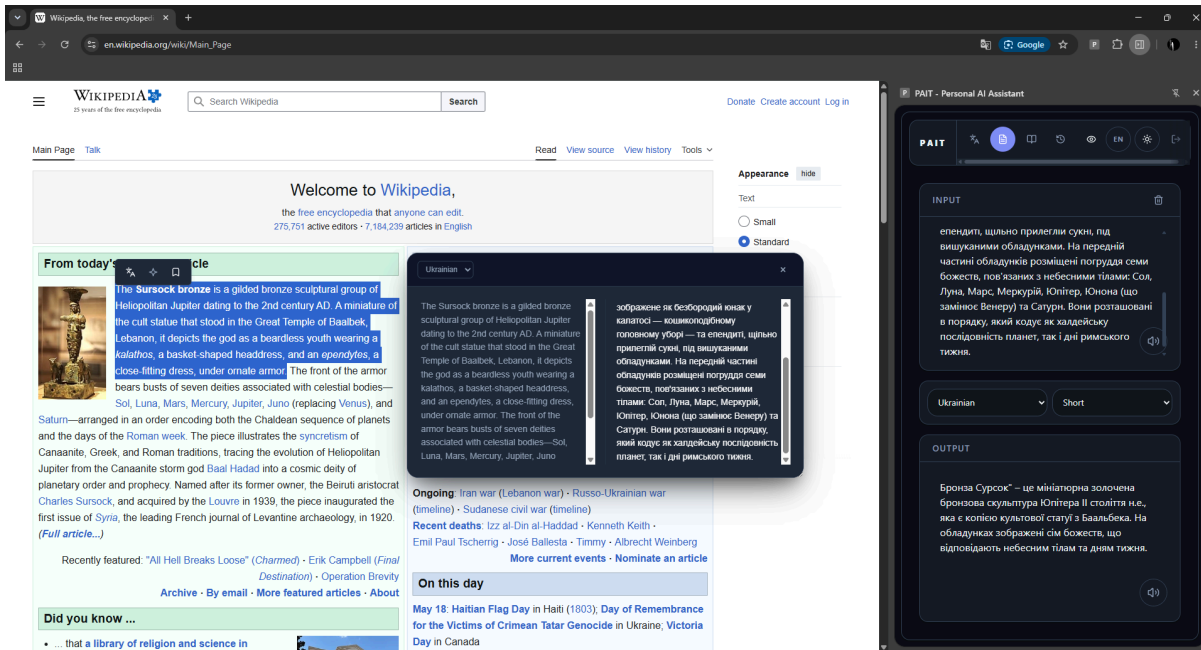 Wikipedia, the free encycloped
en.wikipedia.org/wiki/Main_Page
Google
WIKIPEDIA
25 years of the free encyclopedia
Search Wikipedia
Search
Donate Create account Log in
Main Page Talk
Read View source View history Tools
Welcome to Wikipedia,
the free encyclopedia that anyone can edit.
275,751 active editors · 7,184,239 articles in English
Appearance hide
Text
Small
Standard
From today's cle
The Sursock bronze is a gilded bronze
sculptural group of
Heliopolitan Jupiter dating to the 2nd century AD. A miniature
of the cult statue that stood in the Great Temple of Baalbek,
Lebanon, it depicts the god as a beardless youth wearing a
kalathos, a basket-shaped headdress, and an ependytes, a
close-fitting dress, under ornate armor. The front of the armor
bears busts of seven deities associated with celestial bodies—
Sol, Luna, Mars, Mercury, Jupiter, Juno (replacing Venus), and
Saturn—arranged in an order encoding both the Chaldean sequence of planets
and the days of the Roman week. The piece illustrates the syncretism of
Canaanite, Greek, and Roman traditions, tracing the evolution of Heliopolitan
Jupiter from the Canaanite storm god Baal Hadad into a cosmic deity of
planetary order and prophecy. Named after its former owner, the Beiruti aristocrat
Charles Sursock, and acquired by the Louvre in 1939, the piece inaugurated the
first issue of Syria, the leading French journal of Levantine archaeology, in 1920.
(Full article...)
Recently featured: "All Hell Breaks Loose" (Charmed) · Erik Campbell (Final
Destination) · Operation Brevity
Archive · By email · More featured articles · About
Did you know ...
... that a library of religion and science in
Ukrainian
The Sursock bronze is a gilded bronze
sculptural group of Heliopolitan Jupiter
dating to the 2nd century AD. A miniature
of the cult statue that stood in the Great
Temple of Baalbek, Lebanon, it depicts
the god as a beardless youth wearing a
kalathos, a basket-shaped headdress,
and an ependytes, a close-fitting dress,
under ornate armor. The front of the
armor bears busts of seven deities
associated with celestial bodies—Sol,
Luna, Mars, Mercury, Jupiter, Juno
зображене як безбородий юнак у
калатосі — кошикоподібному
головному уборі — та епендиті, щільно
прилеглій сукні, під вишуканими
обладунками. На передній частині
обладунків розміщені погруддя семи
божеств, пов'язаних з небесними
тілами: Сол, Луна, Марс, Меркурій,
Юпітер, Юнона (що замінює Венеру) та
Сатурн. Вони розташовані в порядку,
який кодує як халдейську послідовність
планет, так і дні римського тижня.
Ongoing: Iran war (Lebanon war) · Russo-Ukrainian war
(timeline) · Sudanese civil war (timeline)
Recent deaths: Izz al-Din al-Haddad · Kenneth Keith ·
Emil Paul Tscherrig · José Ballesta · Timmy · Albrecht Weinberg
More current events · Nominate an article
On this day
May 18: Haitian Flag Day in Haiti (1803); Day of Remembrance
for the Victims of Crimean Tatar Genocide in Ukraine; Victoria
Day in Canada
P PAIT - Personal AI Assistant
PAIT
EN
INPUT
епендиті, щільно прилегли сукні, під
вишуканими обладунками. На передній
частині обладунків розміщені погруддя семи
божеств, пов'язаних з небесними тілами: Сол,
Луна, Марс, Меркурій, Юпітер, Юнона (що
замінює Венеру) та Сатурн. Вони розташовані
в порядку, який кодує як халдейську
послідовність планет, так і дні римського
тижня.
Ukrainian
Short
OUTPUT
Бронза Сурсок" – це мініатюрна золочена
бронзова скульптура Юпітера II століття н.е.,
яка є копією культової статуї з Баальбека. На
обладунках зображені сім божеств, що
відповідають небесним тілам та дням тижня.